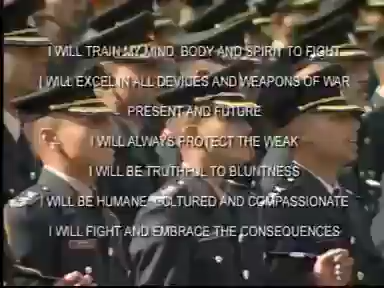 I WILL TRAIN MY MIND, BODY AND SPIRIT TO FIGHT
I WILL EXCEL IN ALL DEVICES AND WEAPONS OF WAR
PRESENT AND FUTURE
I WILL ALWAYS PROTECT THE WEAK
I WILL BE TRUTHFUL TO BLUNTNESS
I WILL BE HUMANE, CULTURED AND COMPASSIONATE
I WILL FIGHT AND EMBRACE THE CONSEQUENCES